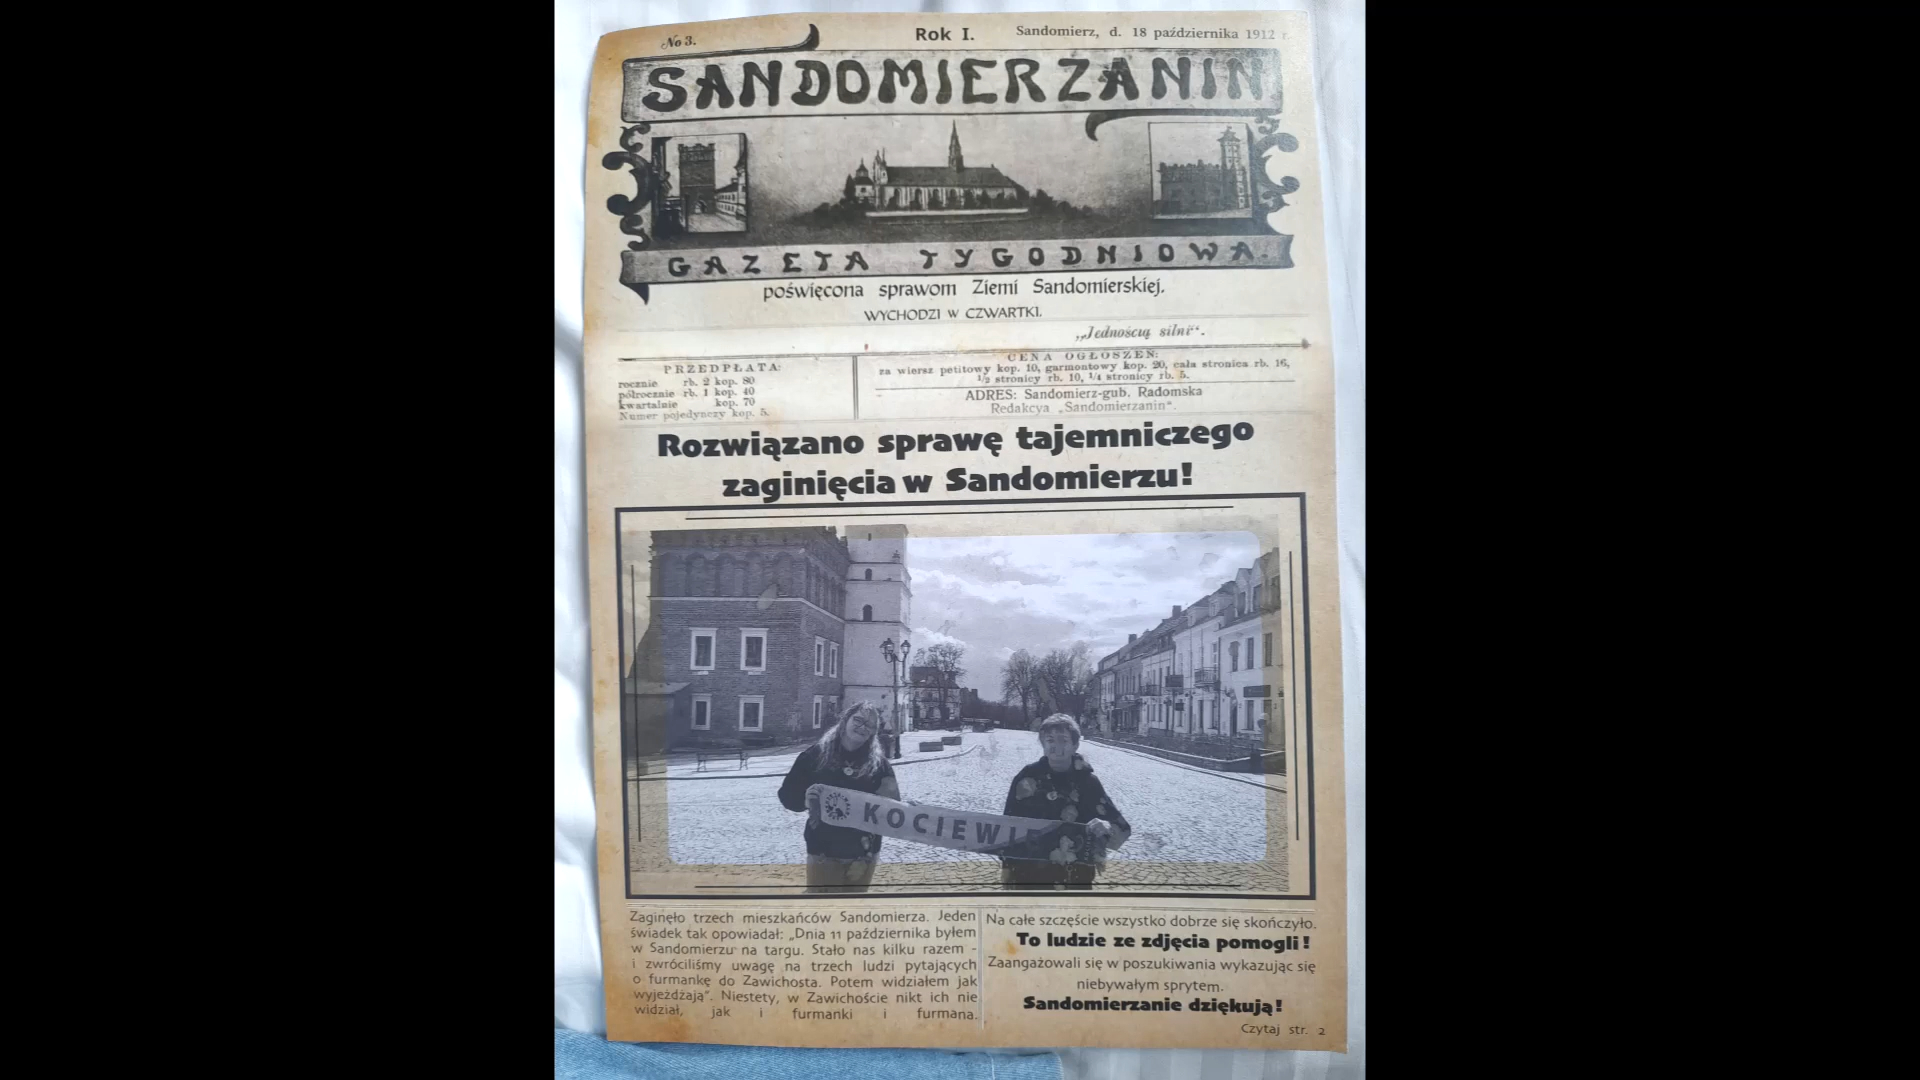 No 3.
Rok I.
Sandomierz, d. 18 października 1912 r.
SANDOMIERZANIN
GAZETA TYGODNIOWA.
poświęcona sprawom Ziemi Sandomierskiej.
WYCHODZI W CZWARTKI.
„Jednością silni“.
PRZEDPŁATA:
rocznie rb. 2 kop. 80
półrocznie rb. 1 kop. 40
kwartalnie kop. 70
Numer pojedynczy kop. 5.
CENA OGŁOSZEŃ:
za wiersz petitowy kop. 10, garmontowy kop. 20, cała stronica rb. 16,
1/2 stronicy rb. 10, 1/4 stronicy rb. 5.
ADRES: Sandomierz-gub. Radomska
Redakcya „Sandomierzanin“.
Rozwiązano sprawę tajemniczego
zaginięcia w Sandomierzu!
KOCIEWIE
Zaginęło trzech mieszkańców Sandomierza. Jeden
świadek tak opowiadał: „Dnia 11 października byłem
w Sandomierzu na targu. Stało nas kilku razem -
i zwróciliśmy uwagę na trzech ludzi pytających
o furmankę do Zawichosta. Potem widziałem jak
wyjeżdżają”. Niestety, w Zawichoście nikt ich nie
widział, jak i furmanki i furmana.
Na całe szczęście wszystko dobrze się skończyło.
To ludzie ze zdjęcia pomogli!
Zaangażowali się w poszukiwania wykazując się
niebywałym sprytem.
Sandomierzanie dziękują!
Czytaj str. 2